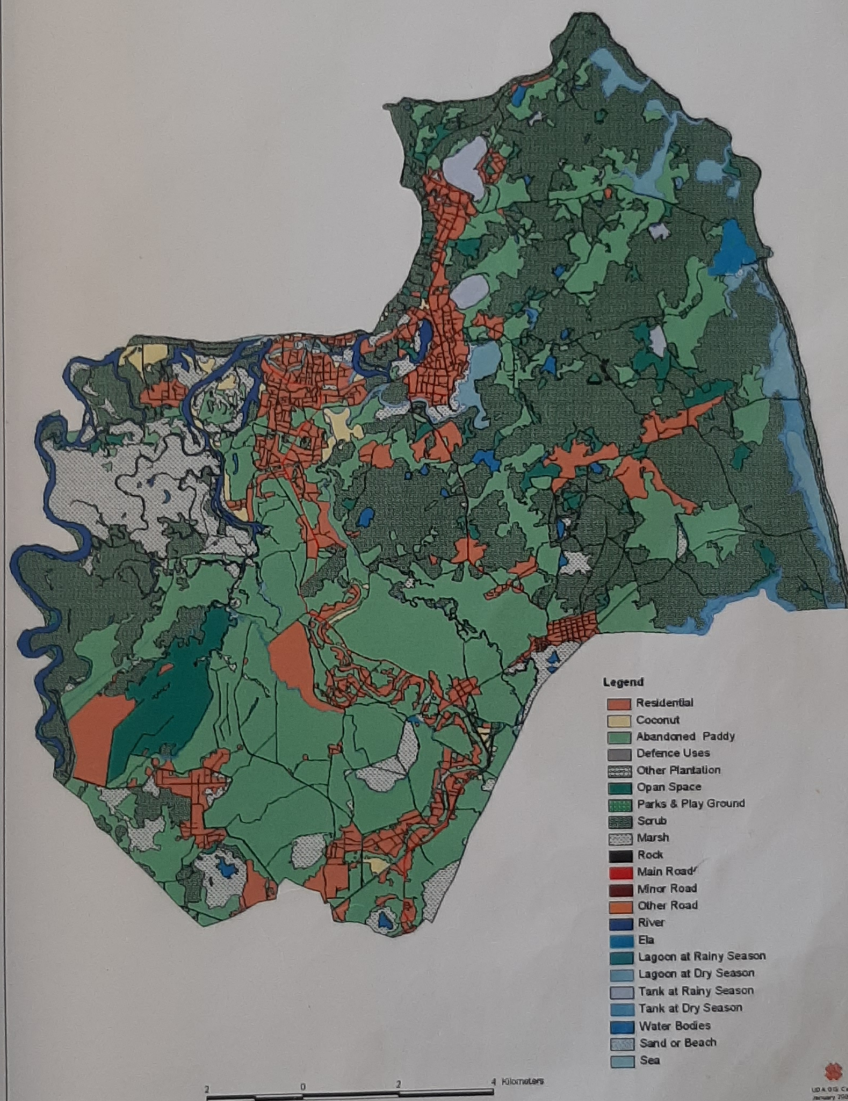 Legend
Residential
Coconut
Abandoned Paddy
Defence Uses
Other Plantation
Opan Space
Parks & Play Ground
Scrub
Marsh
Rock
Main Road
Minor Road
Other Road
River
Ela
Lagoon at Rainy Season
Lagoon at Dry Season
Tank at Rainy Season
Tank at Dry Season
Water Bodies
Sand or Beach
Sea
2 0 2 4 Kilometers
January